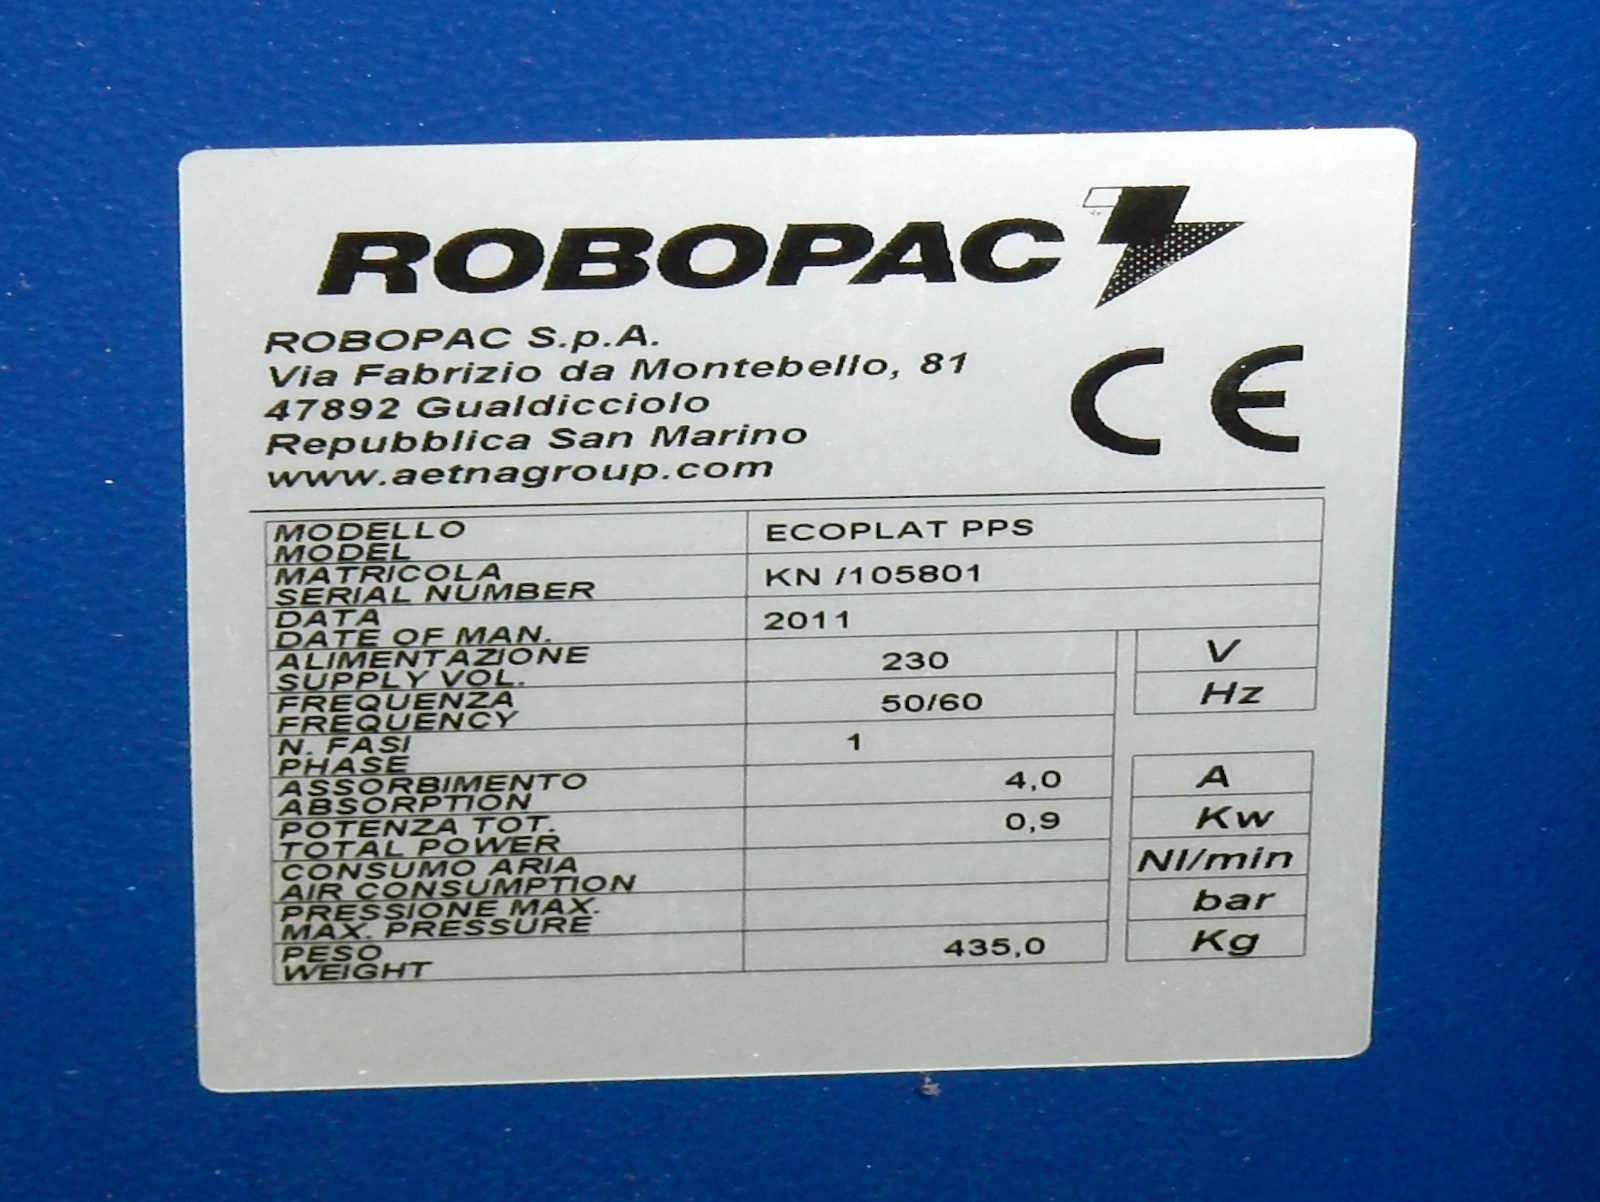 ROBOPAC
ROBOPAC S.p.A.
Via Fabrizio da Montebello, 81
47892 Gualdicciolo
Repubblica San Marino
www.aetnagroup.com
CE
MODELLO
MODEL
ECOPLAT PPS
MATRICOLA
SERIAL NUMBER
KN /105801
DATA
DATE OF MAN.
2011
ALIMENTAZIONE
SUPPLY VOL.
230 V
FREQUENZA
FREQUENCY
50/60 Hz
N. FASI
PHASE
1
ASSORBIMENTO
ABSORPTION
4,0 A
POTENZA TOT.
TOTAL POWER
0,9 Kw
CONSUMO ARIA
AIR CONSUMPTION
Nl/min
PRESSIONE MAX.
MAX. PRESSURE
bar
PESO
WEIGHT
435,0 Kg